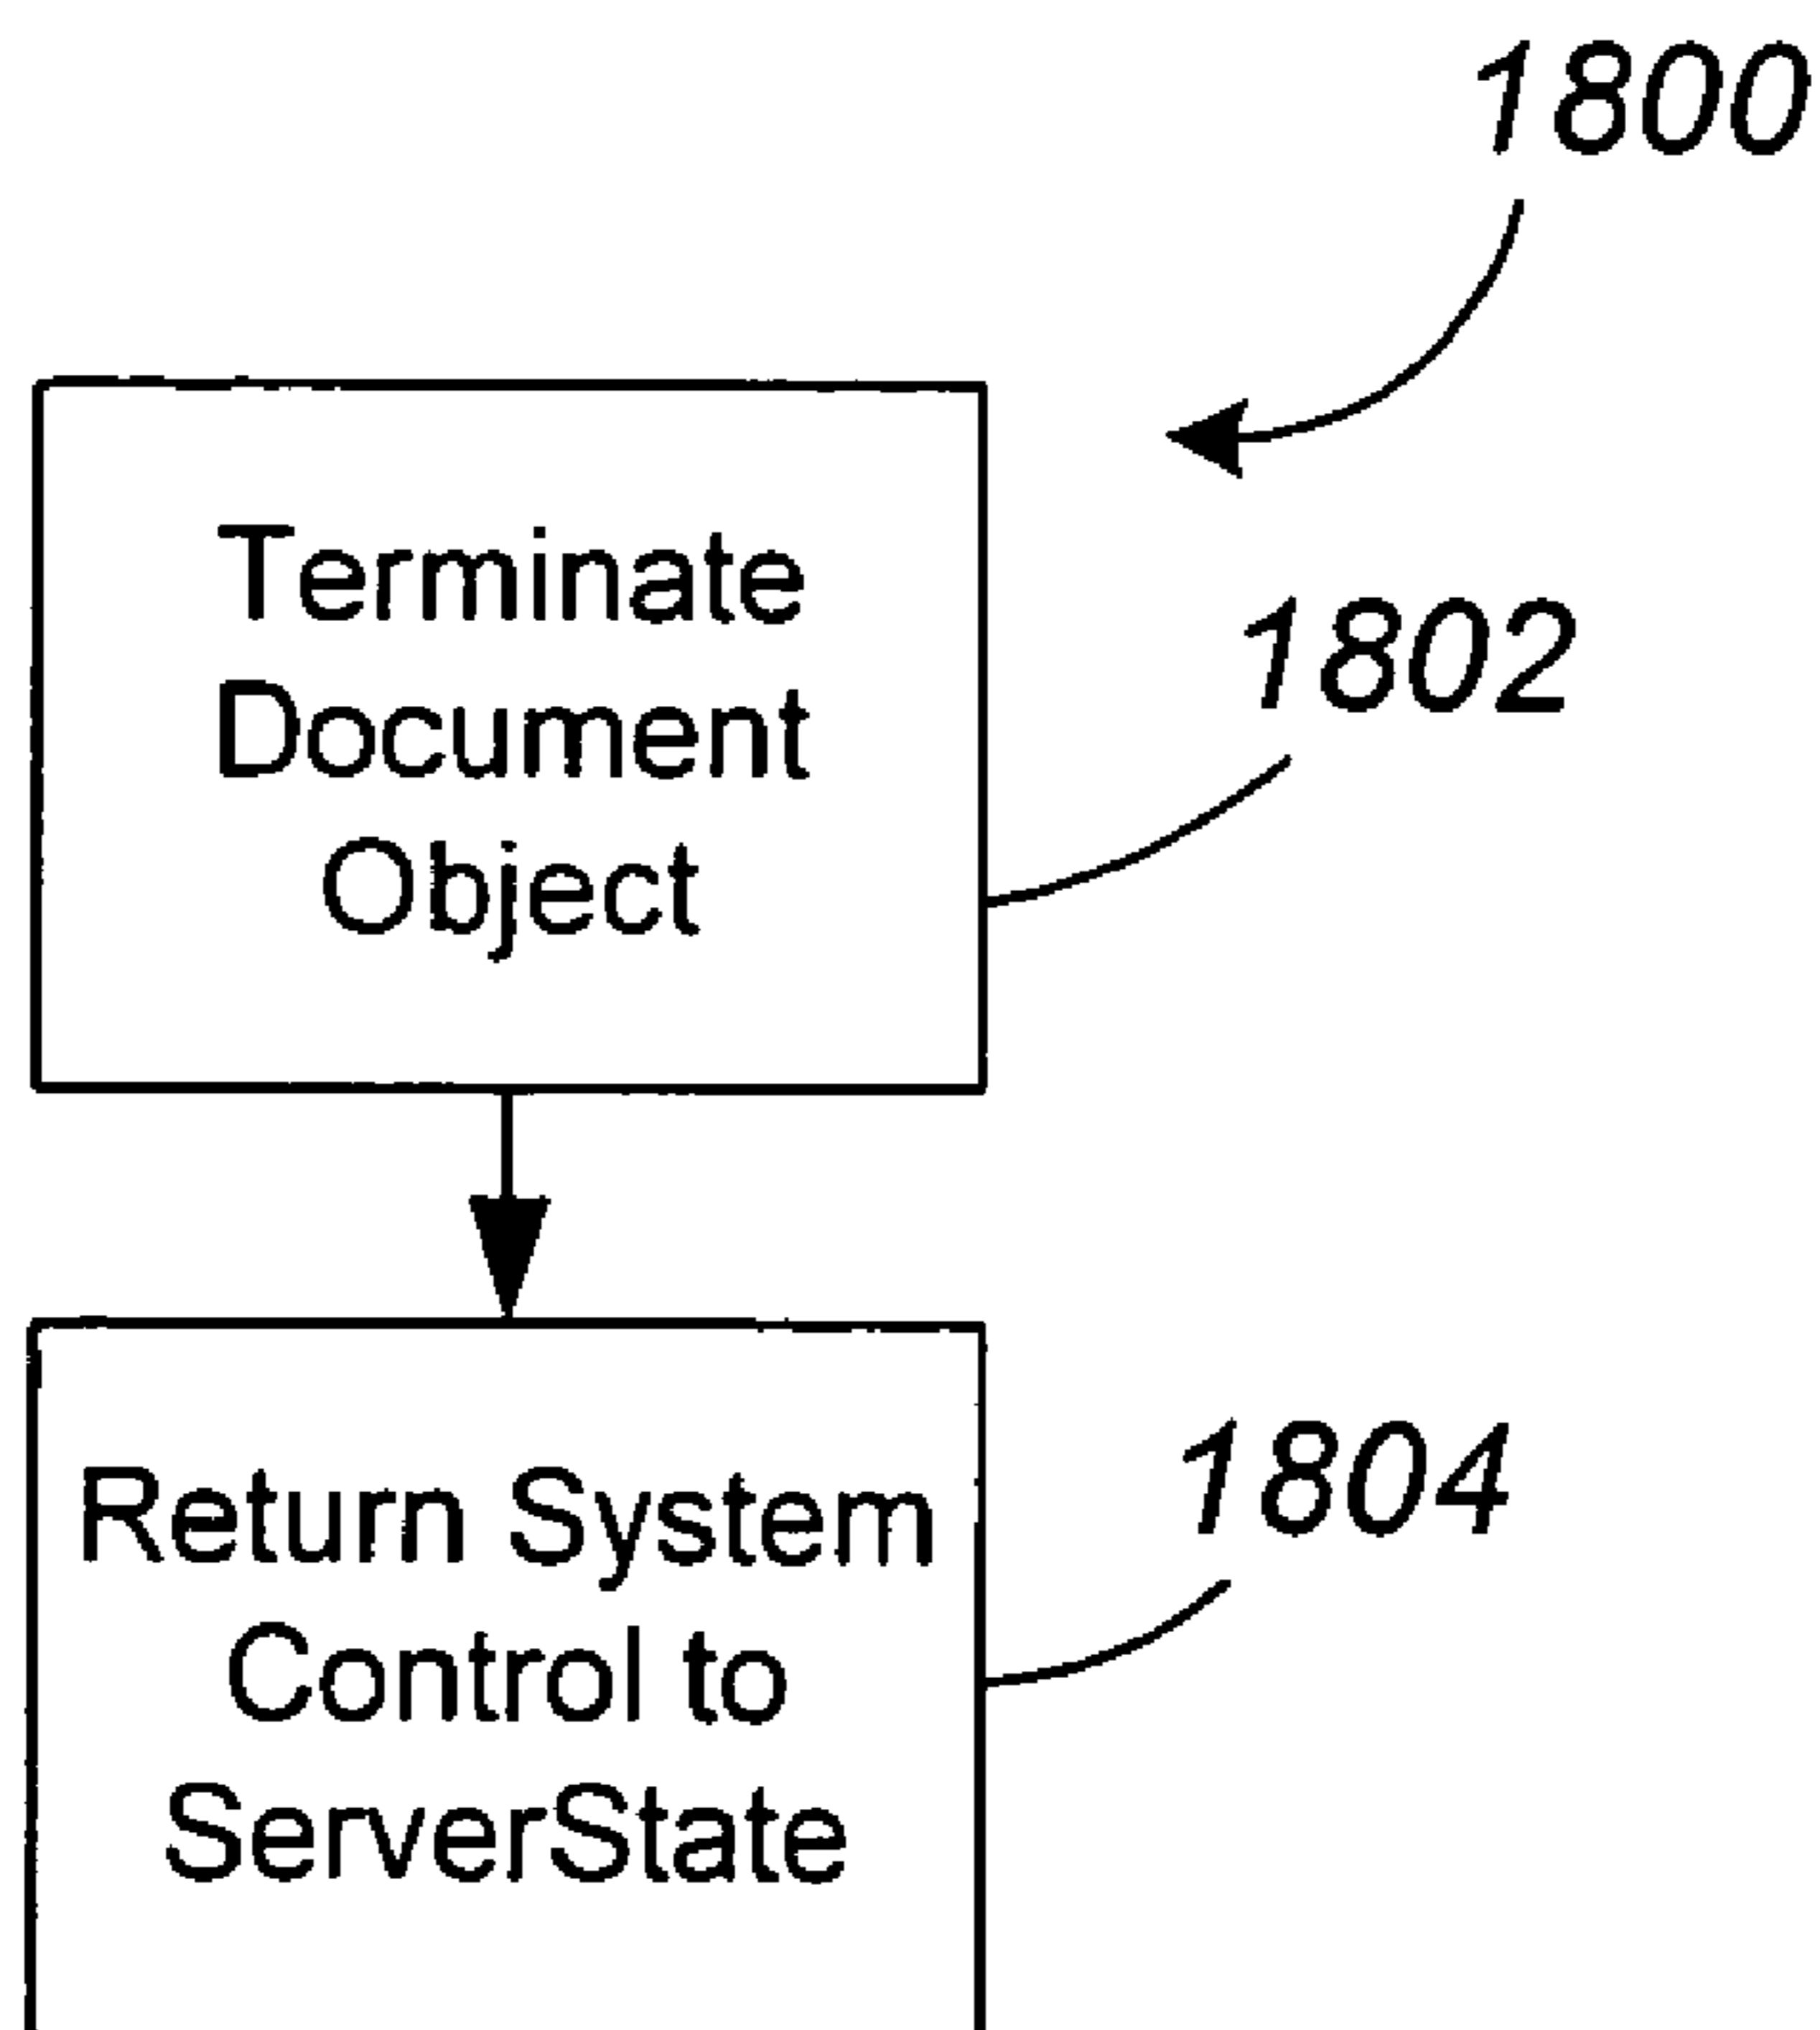 1800
Terminate
Document
Object
1802
Return System
Control to
ServerState
1804